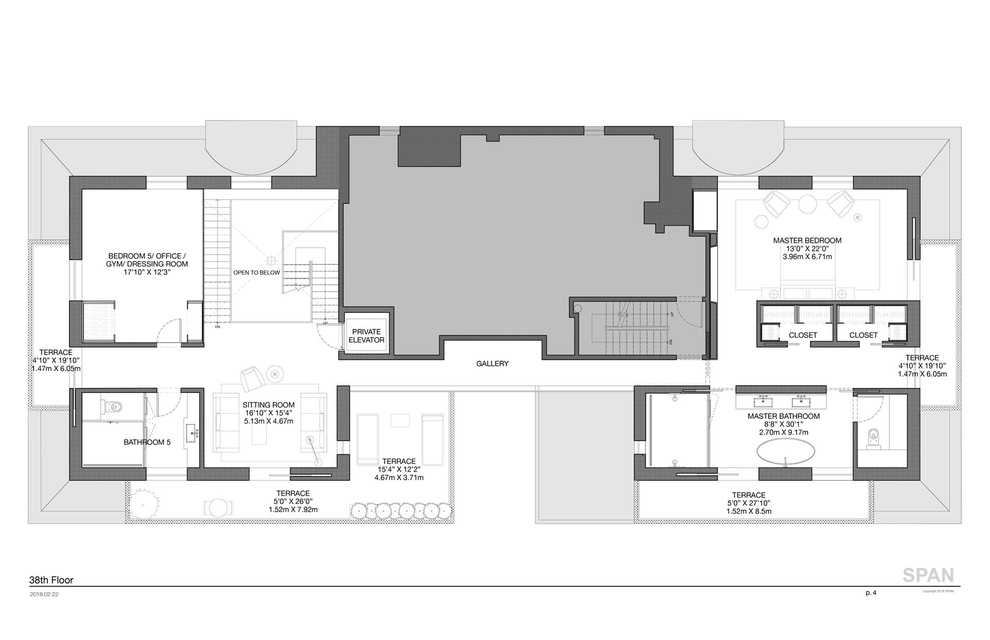 BEDROOM 5/ OFFICE /
GYM/ DRESSING ROOM
17'10" X 12'3"
OPEN TO BELOW
MASTER BEDROOM
13'0" X 22'0"
3.96m X 6.71m
PRIVATE
ELEVATOR
CLOSET
CLOSET
TERRACE
4'10" X 19'10"
1.47m X 6.05m
GALLERY
TERRACE
4'10" X 19'10"
1.47m X 6.05m
SITTING ROOM
16'10" X 15'4"
5.13m X 4.67m
BATHROOM 5
MASTER BATHROOM
8'8" X 30'1"
2.70m X 9.17m
TERRACE
15'4" X 12'2"
4.67m X 3.71m
TERRACE
5'0" X 26'0"
1.52m X 7.92m
TERRACE
5'0" X 27'10"
1.52m X 8.5m
38th Floor
SPAN
2018.02.22
p. 4